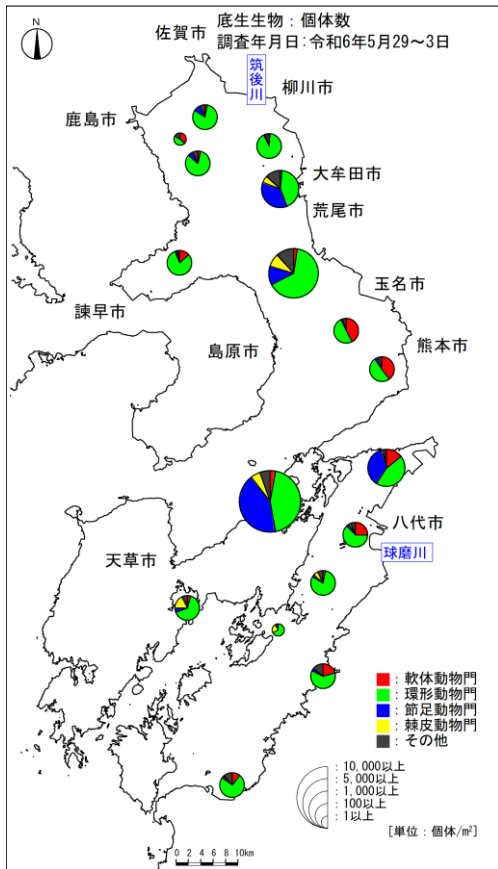 底生生物：個体数
調査年月日：令和6年5月29～3日
N
佐賀市
筑後川
柳川市
鹿島市
大牟田市
荒尾市
玉名市
諫早市
島原市
熊本市
八代市
球磨川
天草市
：軟体動物門
：環形動物門
：節足動物門
：棘皮動物門
：その他
：10,000以上
：5,000以上
：1,000以上
：100以上
：1以上
[単位：個体/m²]
0 2 4 6 8 10km